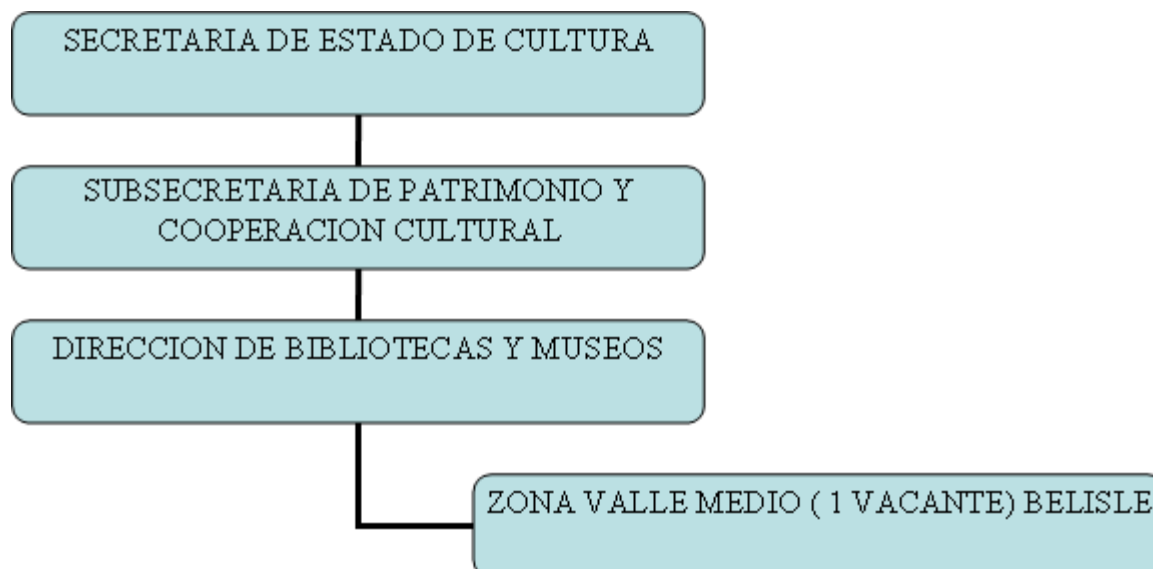 SECRETARIA DE ESTADO DE CULTURA
SUBSECRETARIA DE PATRIMONIO Y
COOPERACION CULTURAL
DIRECCION DE BIBLIOTECAS Y MUSEOS
ZONA VALLE MEDIO ( 1 VACANTE) BELISLE